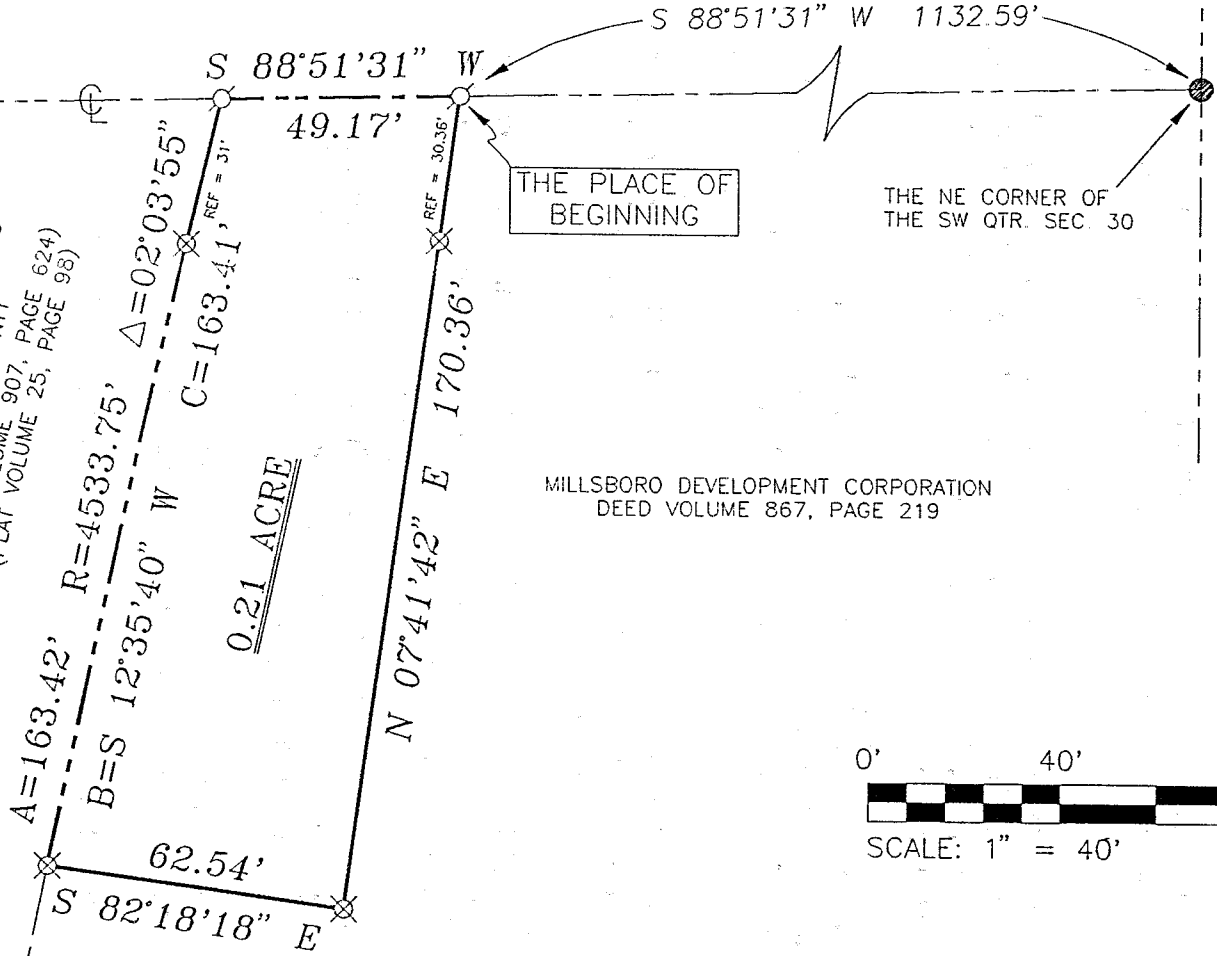 S 88°51'31" W 1132.59'
S 88°51'31" W
49.17'
℄
REF = 31'
REF = 30.36'
THE PLACE OF
BEGINNING
THE NE CORNER OF
THE SW QTR. SEC. 30
907, PAGE 624)
VOLUME 25, PAGE 98)
A=163.42' R=4533.75' △=02°03'55"
B=S 12°35'40" W C=163.41'
0.21 ACRE
N 07°41'42" E 170.36'
MILLSBORO DEVELOPMENT CORPORATION
DEED VOLUME 867, PAGE 219
62.54'
S 82°18'18" E
0' 40'
SCALE: 1" = 40'